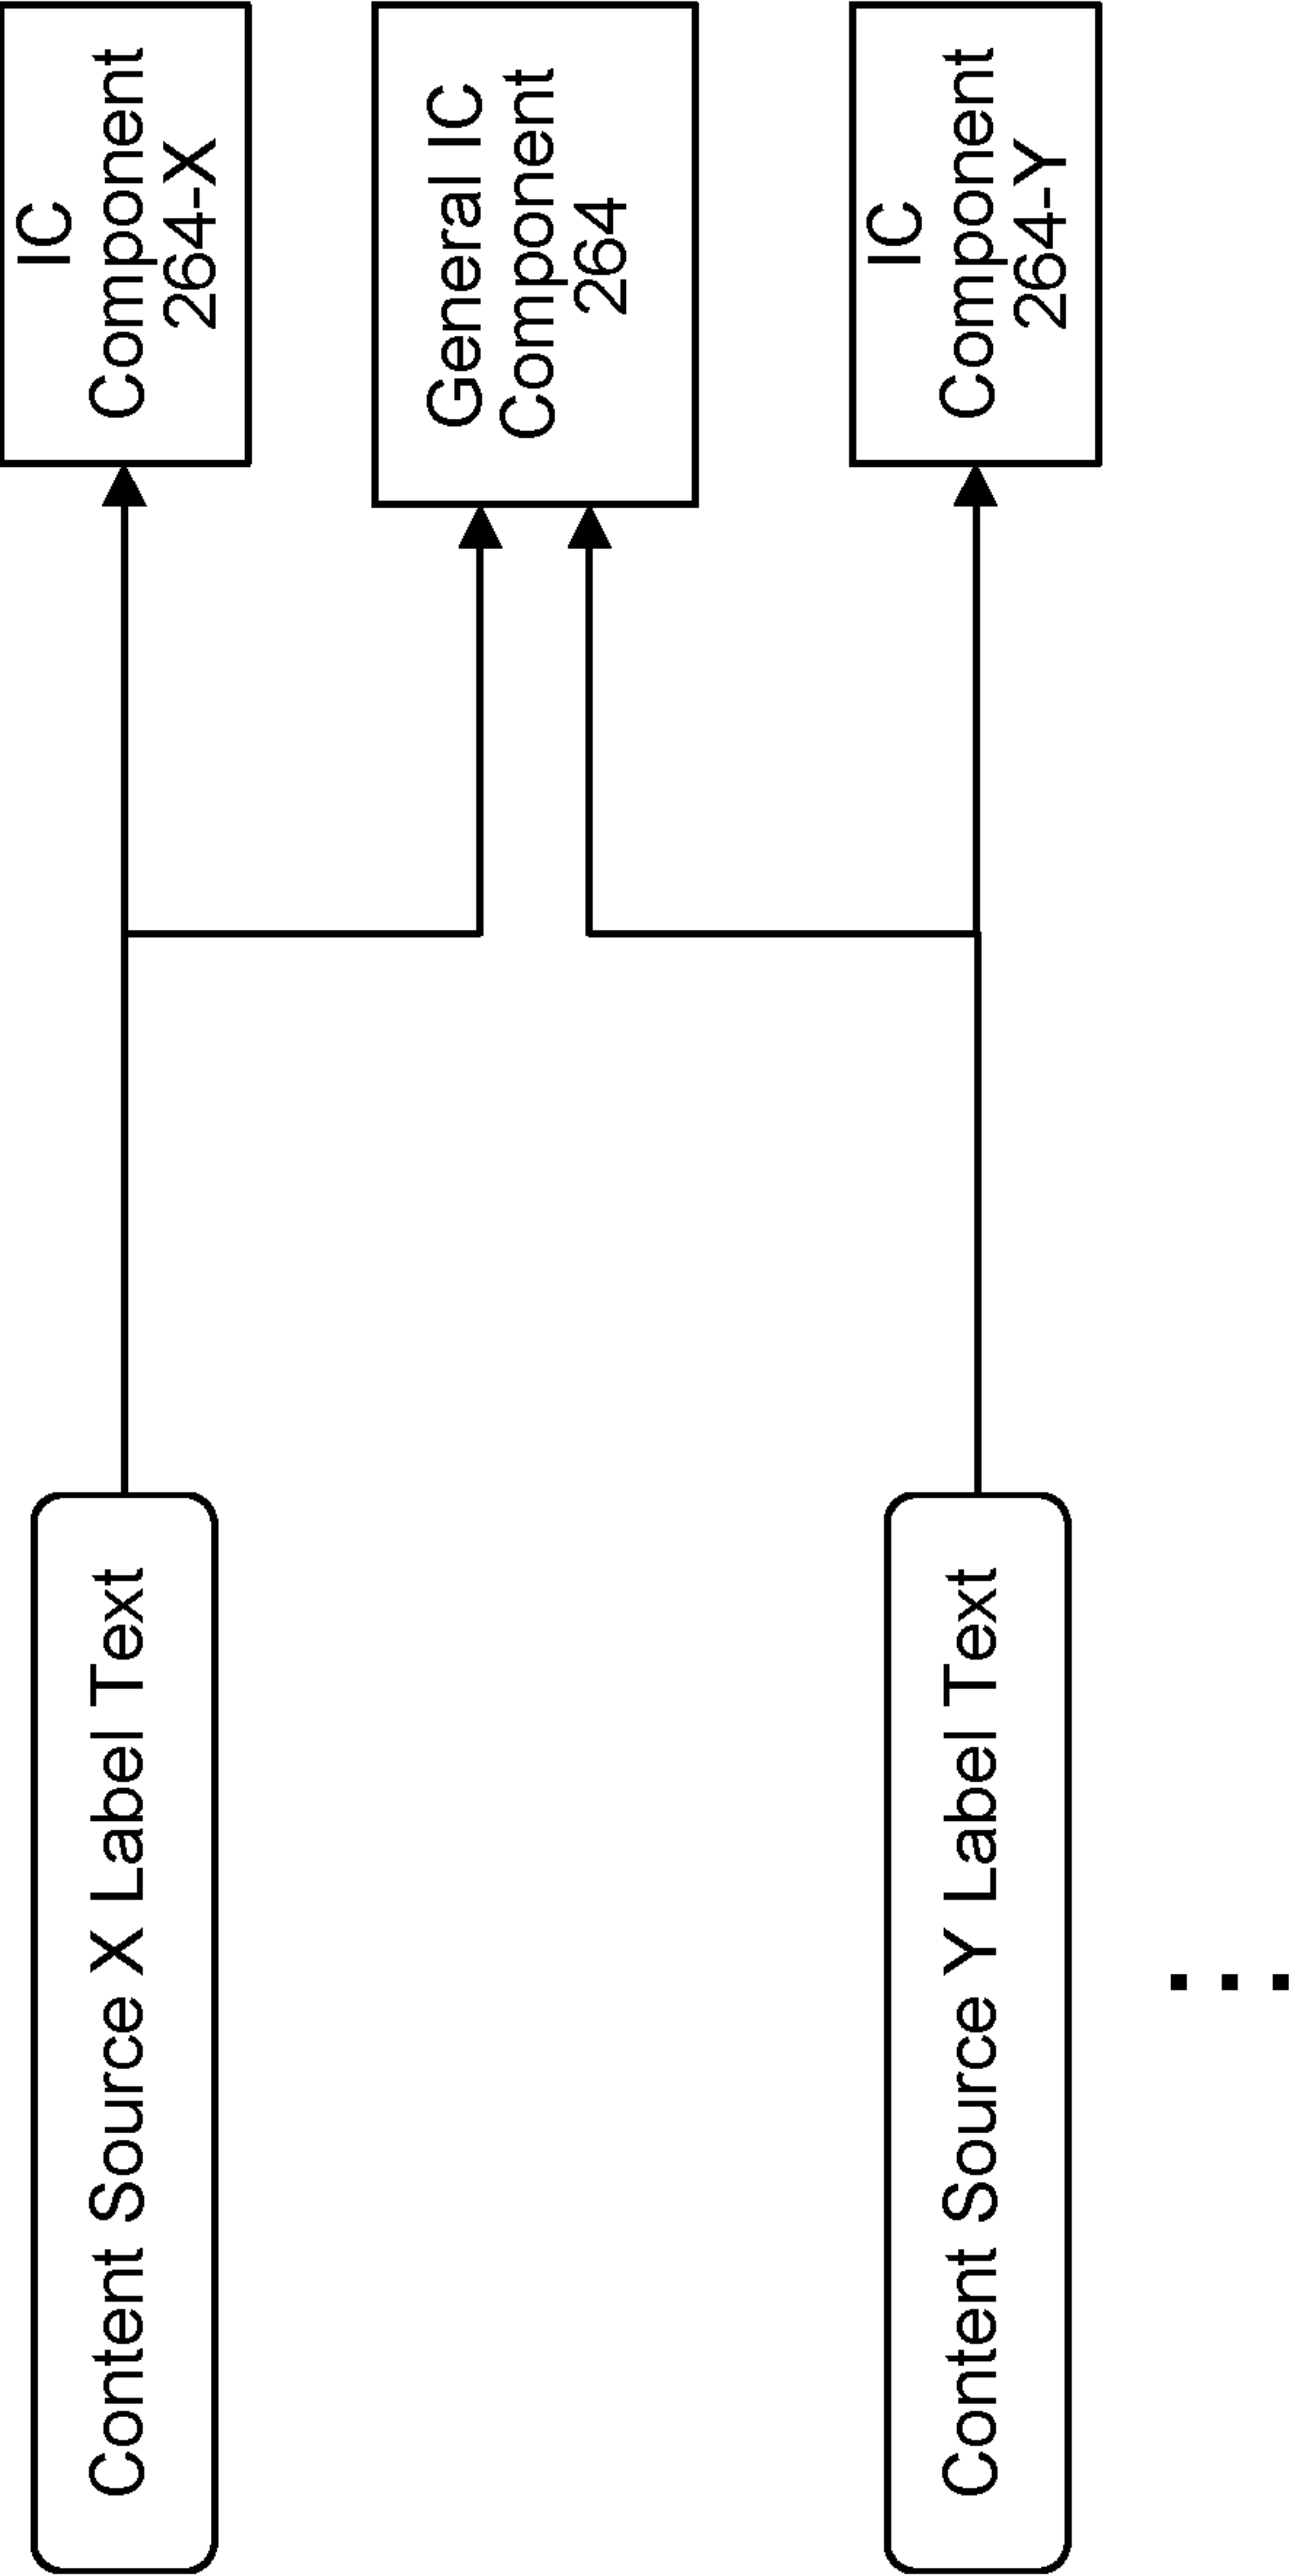 Content Source X Label Text
IC
Component
264-X
General IC
Component
264
Content Source Y Label Text
IC
Component
264-Y
...